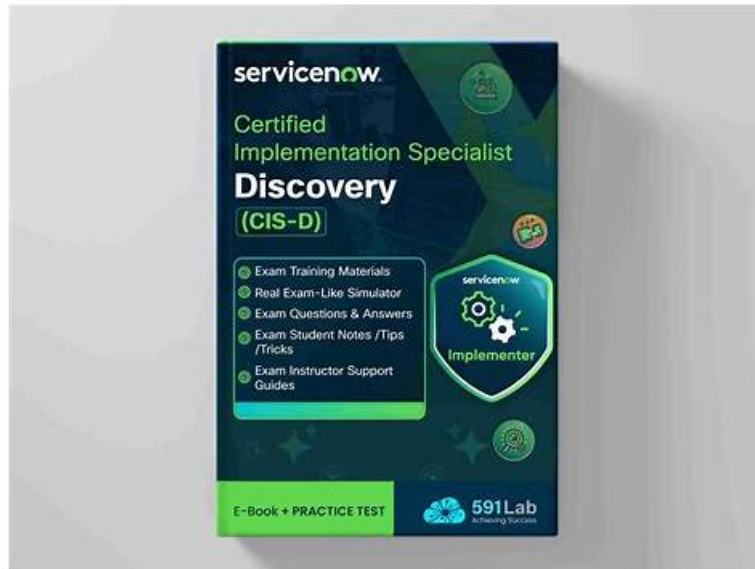 servicenow
Certified
Implementation Specialist
Discovery
(CIS-D)
Exam Training Materials
Real Exam-Like Simulator
Exam Questions & Answers
Exam Student Notes /Tips
/Tricks
Exam Instructor Support
Guides
servicenow
Implementer
E-Book + PRACTICE TEST
591Lab
Achieving Success